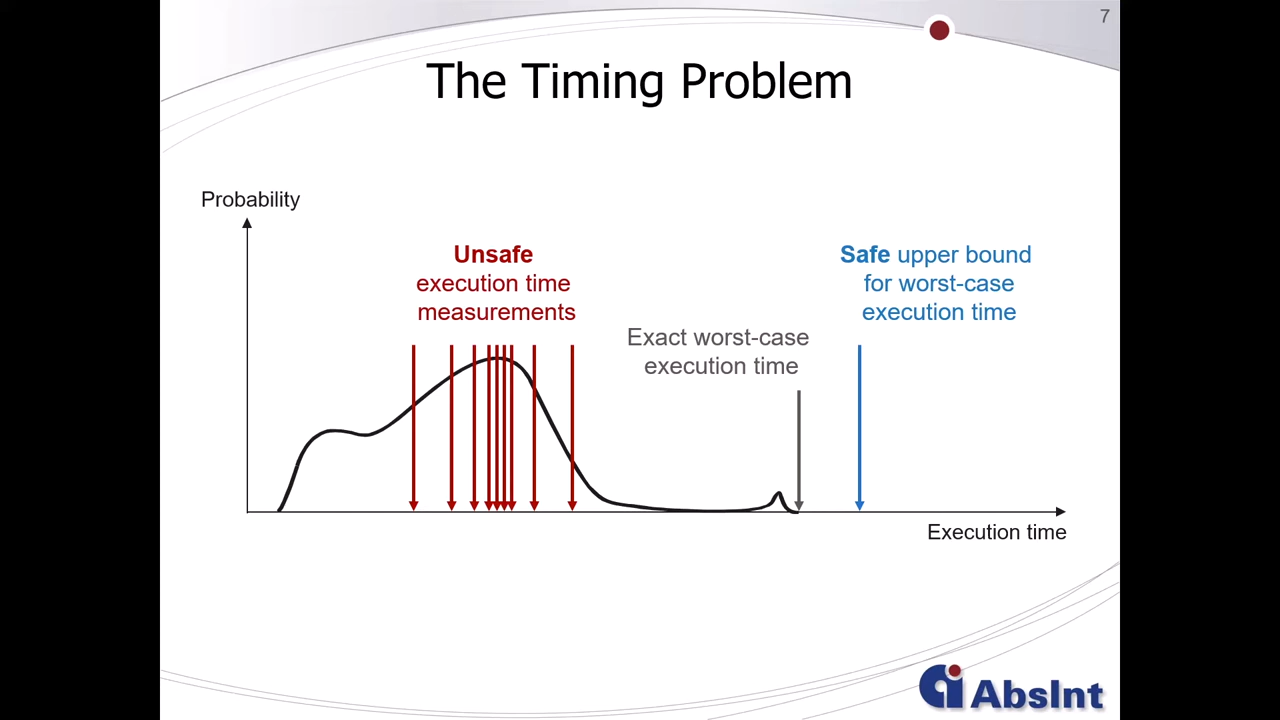 7
The Timing Problem
Probability
Unsafe
execution time
measurements
Exact worst-case
execution time
Safe upper bound
for worst-case
execution time
Execution time
AbsInt